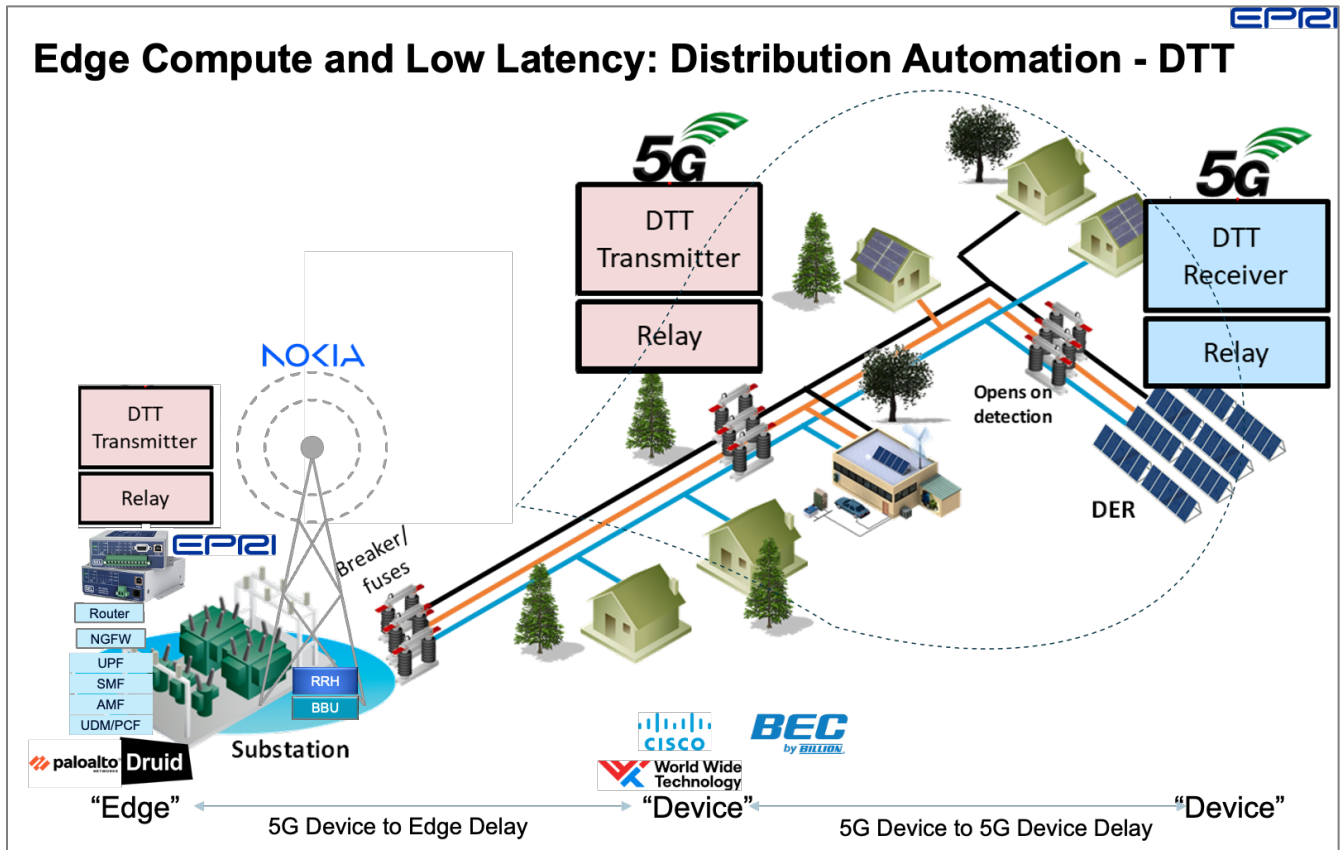 EPRI
Edge Compute and Low Latency: Distribution Automation - DTT
5G
DTT
Transmitter
Relay
5G
DTT
Receiver
Relay
NOKIA
DTT
Transmitter
Relay
EPRI
Router
NGFW
UPF
SMF
AMF
UDM/PCF
RRH
BBU
Breaker/
fuses
Opens on
detection
DER
Substation
paloalto
NETWORKS
Druid
CISCO
World Wide
Technology
BEC
by BILLION
"Edge"
5G Device to Edge Delay
"Device"
5G Device to 5G Device Delay
"Device"